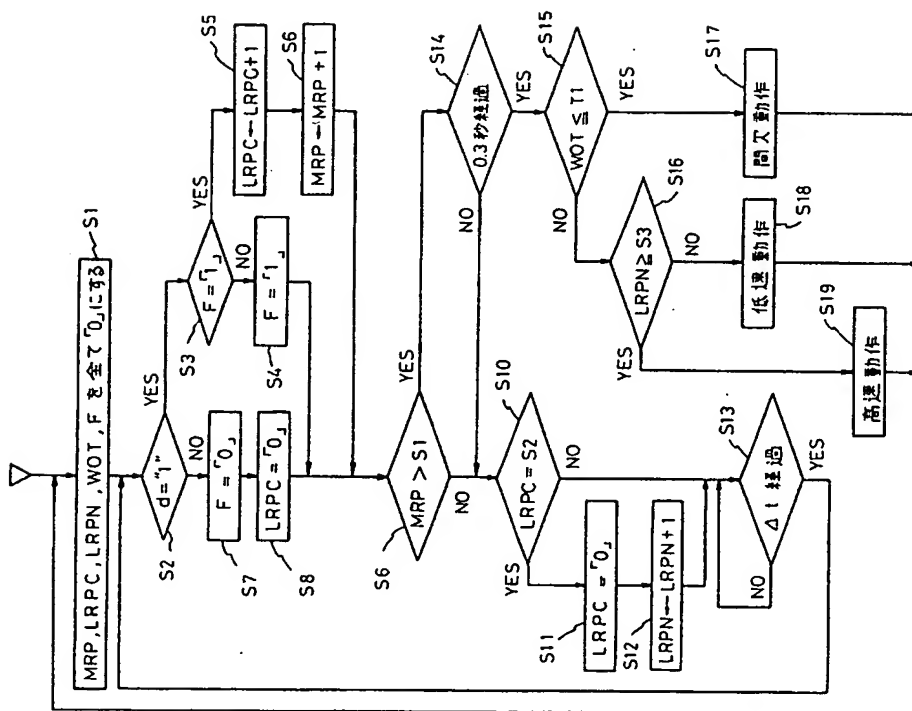 MRP,LRPC,LRPN,WOT,Fを全て「0」にする
S1
d="1"
S2
YES
NO
F=「1」
S3
YES
NO
F=「1」
S4
LRPC←LRPC+1
S5
MRP←MRP+1
S6
F=「0」
S7
LRPC=「0」
S8
MRP>S1
S6
YES
NO
0.3秒経過
S14
YES
NO
WOT≦T1
S15
YES
NO
LRPN≧S3
S16
YES
NO
間欠動作
S17
低速動作
S18
高速動作
S19
LRPC=S2
S10
YES
NO
LRPC=「0」
S11
LRPN←LRPN+1
S12
Δt経過
S13
YES
NO